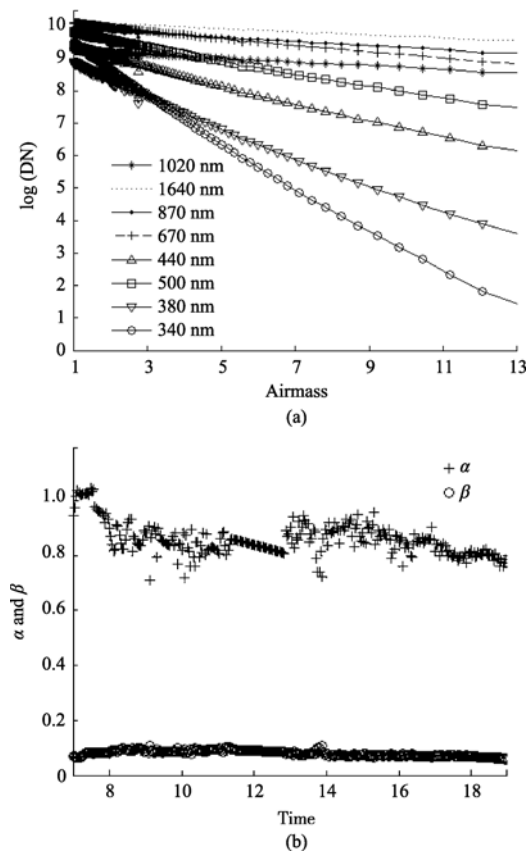 10
9
8
7
6
5
4
3
2
1
0
log (DN)
1020 nm
1640 nm
870 nm
670 nm
440 nm
500 nm
380 nm
340 nm
1 3 5 7 9 11 13
Airmass
(a)
α
β
1.0
0.8
0.6
0.4
0.2
0
α and β
8 10 12 14 16 18
Time
(b)